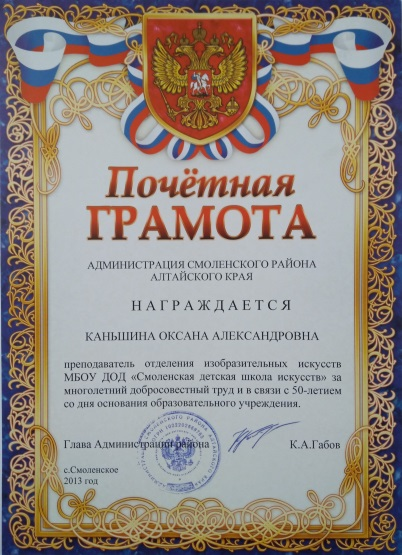 Почётная
ГРАМОТА
АДМИНИСТРАЦИЯ СМОЛЕНСКОГО РАЙОНА
АЛТАЙСКОГО КРАЯ
НАГРАЖДАЕТСЯ
КАНЬШИНА ОКСАНА АЛЕКСАНДРОВНА
преподаватель отделения изобразительных искусств
МБОУ ДОД «Смоленская детская школа искусств» за
многолетний добросовестный труд и в связи с 50-летием
со дня основания образовательного учреждения.
Глава Администрации района К.А.Габов
с.Смоленское
2013 год